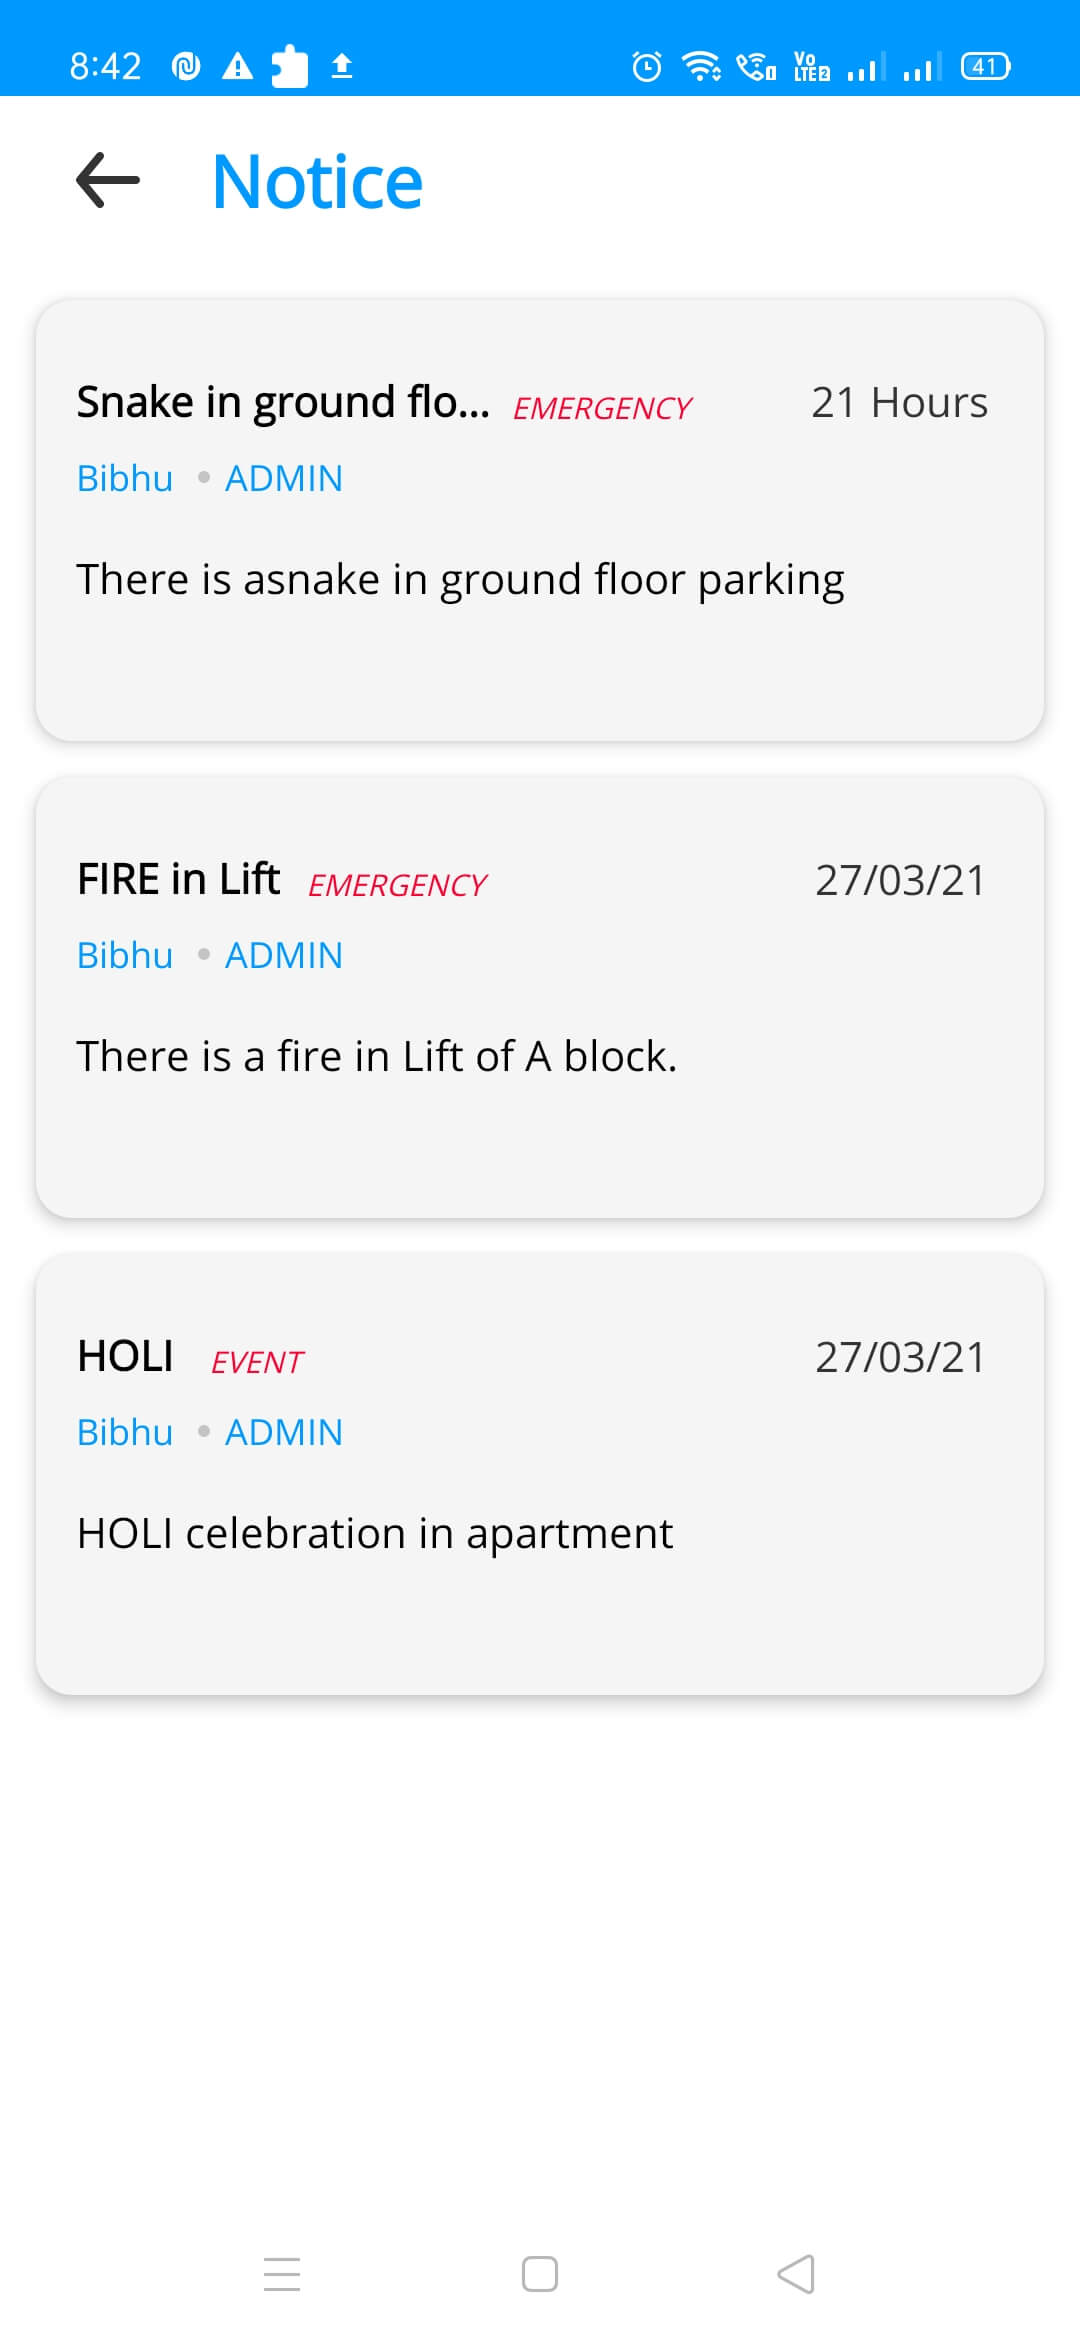 8:42 Vo LTE 2 41
Notice
Snake in ground flo... EMERGENCY 21 Hours
Bibhu • ADMIN
There is asnake in ground floor parking
FIRE in Lift EMERGENCY 27/03/21
Bibhu • ADMIN
There is a fire in Lift of A block.
HOLI EVENT 27/03/21
Bibhu • ADMIN
HOLI celebration in apartment